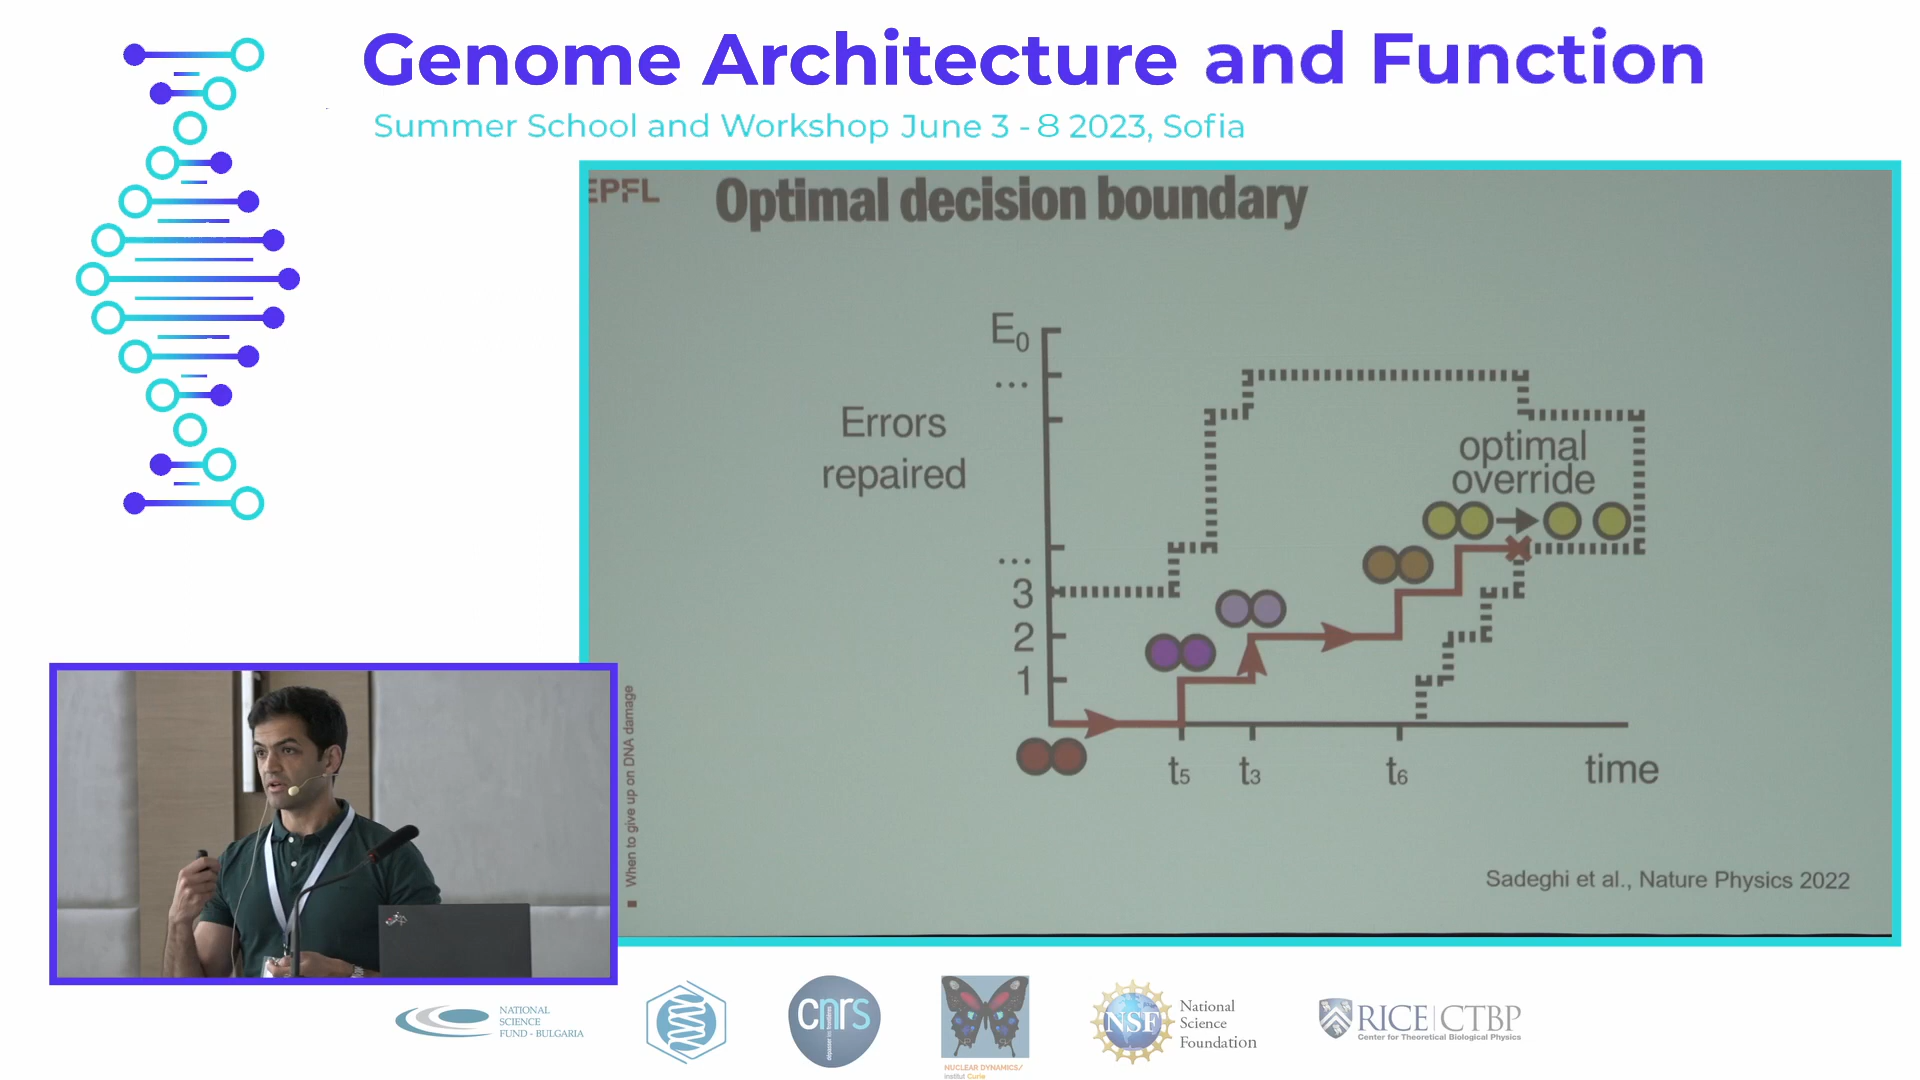 Genome Architecture and Function
Summer School and Workshop June 3 - 8 2023, Sofia
EPFL
Optimal decision boundary
E0
...
Errors
repaired
...
3
2
1
optimal
override
t5
t3
t6
time
When to give up on DNA damage
Sadeghi et al., Nature Physics 2022
NATIONAL
SCIENCE
FUND - BULGARIA
cnrs
dépasser les frontières
NUCLEAR DYNAMICS/
institut Curie
NSF
National
Science
Foundation
RICE | CTBP
Center for Theoretical Biological Physics